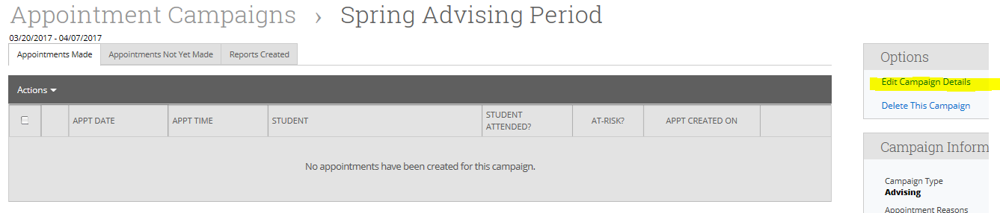 Appointment Campaigns › Spring Advising Period
03/20/2017 - 04/07/2017
Appointments Made
Appointments Not Yet Made
Reports Created
Actions
APPT DATE
APPT TIME
STUDENT
STUDENT
ATTENDED?
AT-RISK?
APPT CREATED ON
No appointments have been created for this campaign.
Options
Edit Campaign Details
Delete This Campaign
Campaign Inform
Campaign Type
Advising
Appointment Reasons